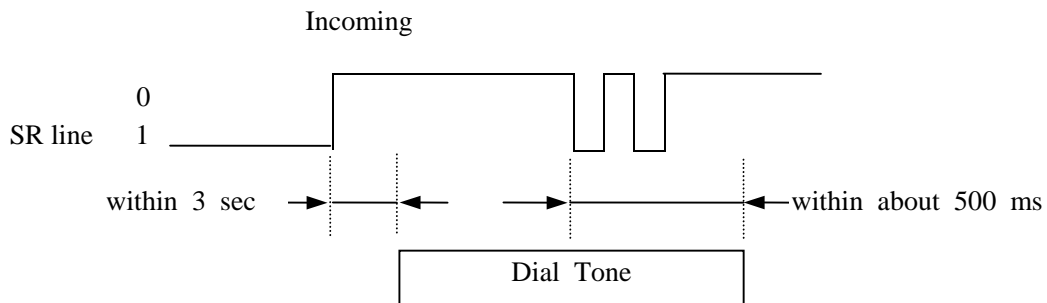 Incoming
0
SR line 1
within 3 sec
within about 500 ms
Dial Tone